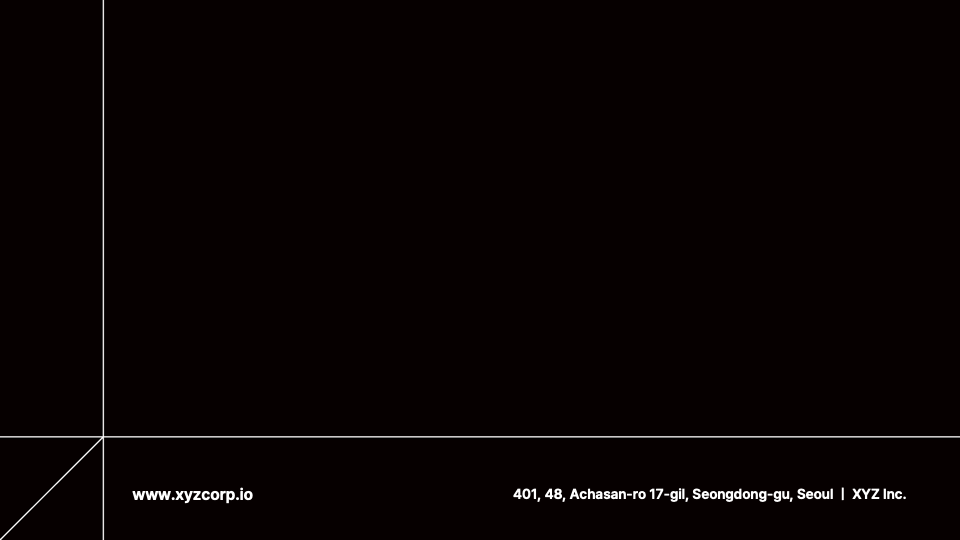 www.xyzcorp.io
401, 48, Achasan-ro 17-gil, Seongdong-gu, Seoul | XYZ Inc.